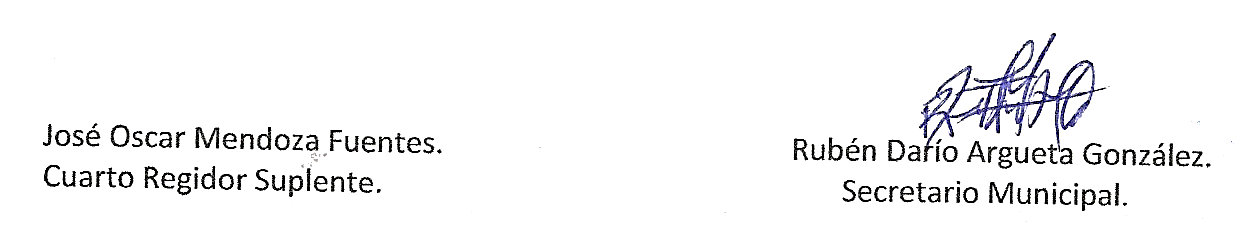 José Oscar Mendoza Fuentes.
Cuarto Regidor Suplente.
Rubén Darío Argueta González.
Secretario Municipal.